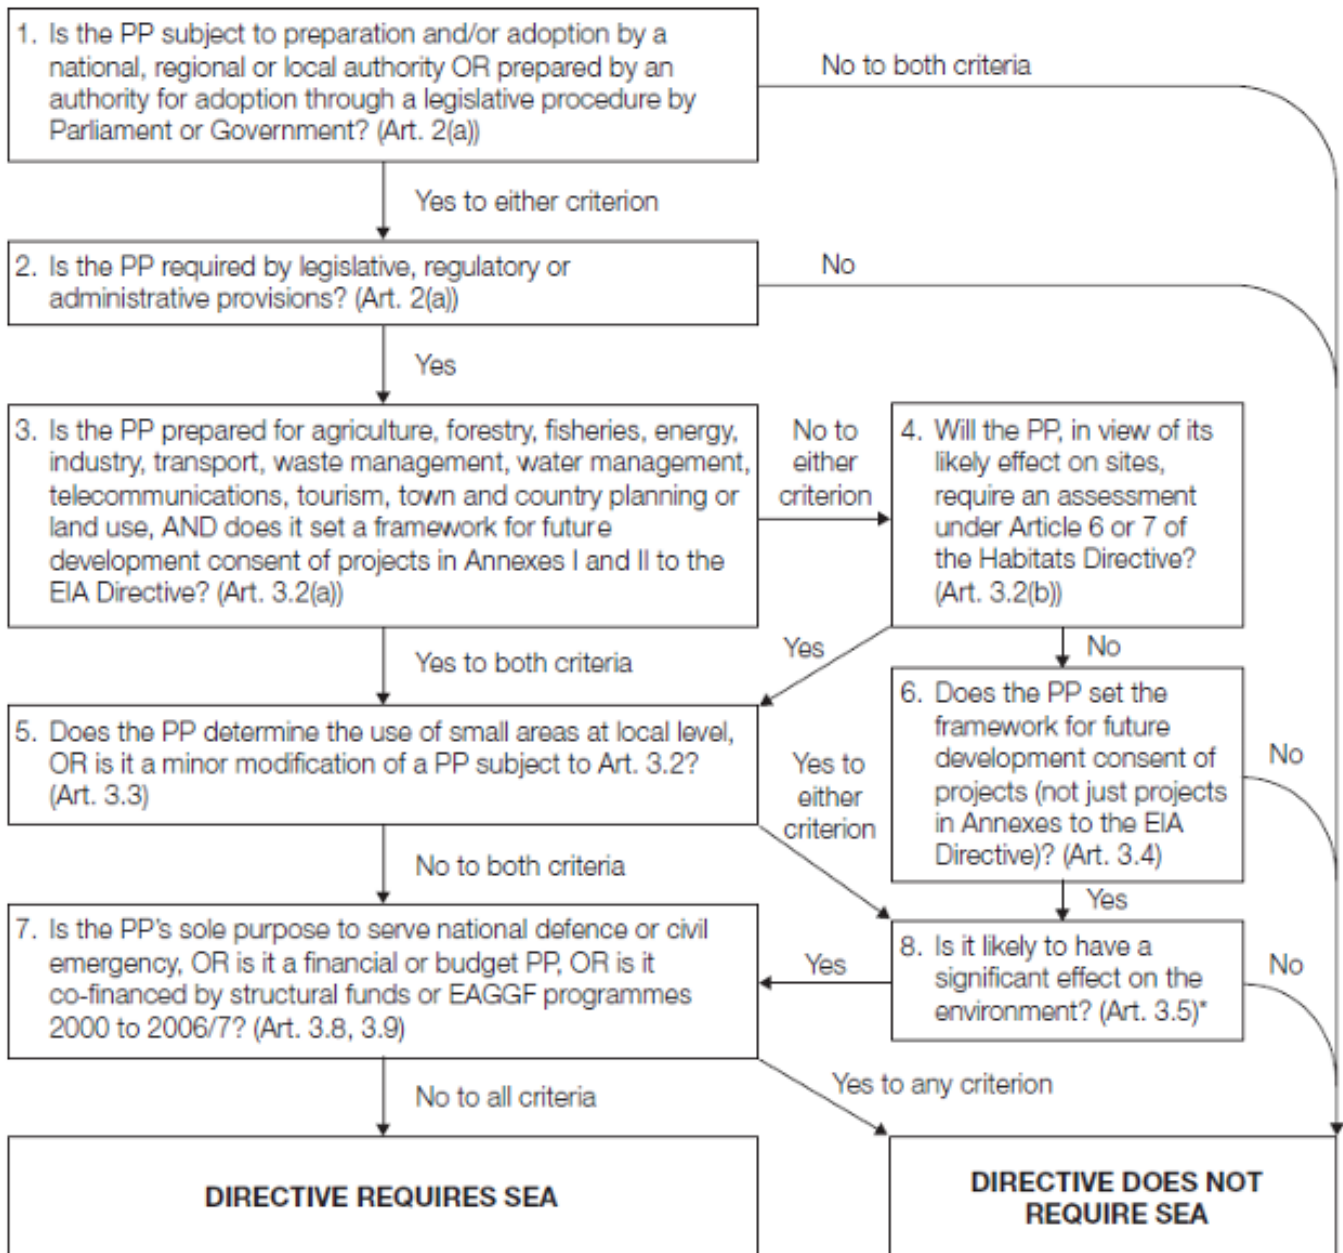 1. Is the PP subject to preparation and/or adoption by a
national, regional or local authority OR prepared by an
authority for adoption through a legislative procedure by
Parliament or Government? (Art. 2(a))
No to both criteria
Yes to either criterion
2. Is the PP required by legislative, regulatory or
administrative provisions? (Art. 2(a))
No
Yes
3. Is the PP prepared for agriculture, forestry, fisheries, energy,
industry, transport, waste management, water management,
telecommunications, tourism, town and country planning or
land use, AND does it set a framework for future
development consent of projects in Annexes I and II to the
EIA Directive? (Art. 3.2(a))
No to
either
criterion
4. Will the PP, in view of its
likely effect on sites,
require an assessment
under Article 6 or 7 of
the Habitats Directive?
(Art. 3.2(b))
Yes to both criteria
Yes
No
5. Does the PP determine the use of small areas at local level,
OR is it a minor modification of a PP subject to Art. 3.2?
(Art. 3.3)
Yes to
either
criterion
6. Does the PP set the
framework for future
development consent of
projects (not just projects
in Annexes to the EIA
Directive)? (Art. 3.4)
No
No to both criteria
Yes
7. Is the PP's sole purpose to serve national defence or civil
emergency, OR is it a financial or budget PP, OR is it
co-financed by structural funds or EAGGF programmes
2000 to 2006/7? (Art. 3.8, 3.9)
Yes
8. Is it likely to have a
significant effect on the
environment? (Art. 3.5)*
No
No to all criteria
Yes to any criterion
DIRECTIVE REQUIRES SEA
DIRECTIVE DOES NOT
REQUIRE SEA